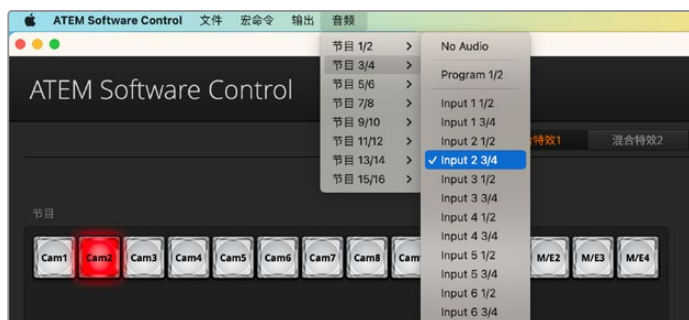 ATEM Software Control 文件 宏命令 输出 音频
节目 1/2 >
节目 3/4 >
节目 5/6 >
节目 7/8 >
节目 9/10 >
节目 11/12 >
节目 13/14 >
节目 15/16 >
No Audio
Program 1/2
Input 1 1/2
Input 1 3/4
Input 2 1/2
✓ Input 2 3/4
Input 3 1/2
Input 3 3/4
Input 4 1/2
Input 4 3/4
Input 5 1/2
Input 5 3/4
Input 6 1/2
Input 6 3/4
ATEM Software Control
特效1 混合特效2
节目
Cam1 Cam2 Cam3 Cam4 Cam5 Cam6 Cam7 Cam8 Cam M/E2 M/E3 M/E4